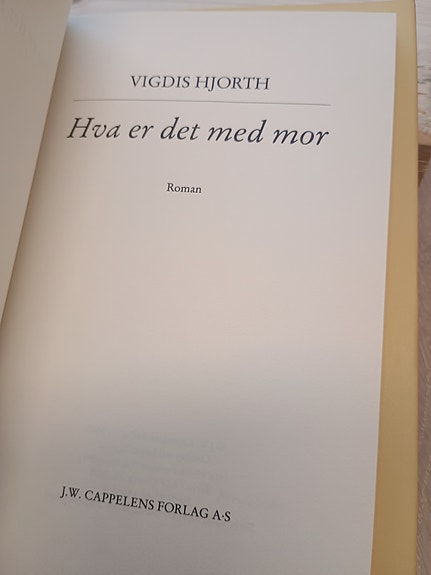 VIGDIS HJORTH
Hva er det med mor
Roman
J.W. CAPPELENS FORLAG A·S